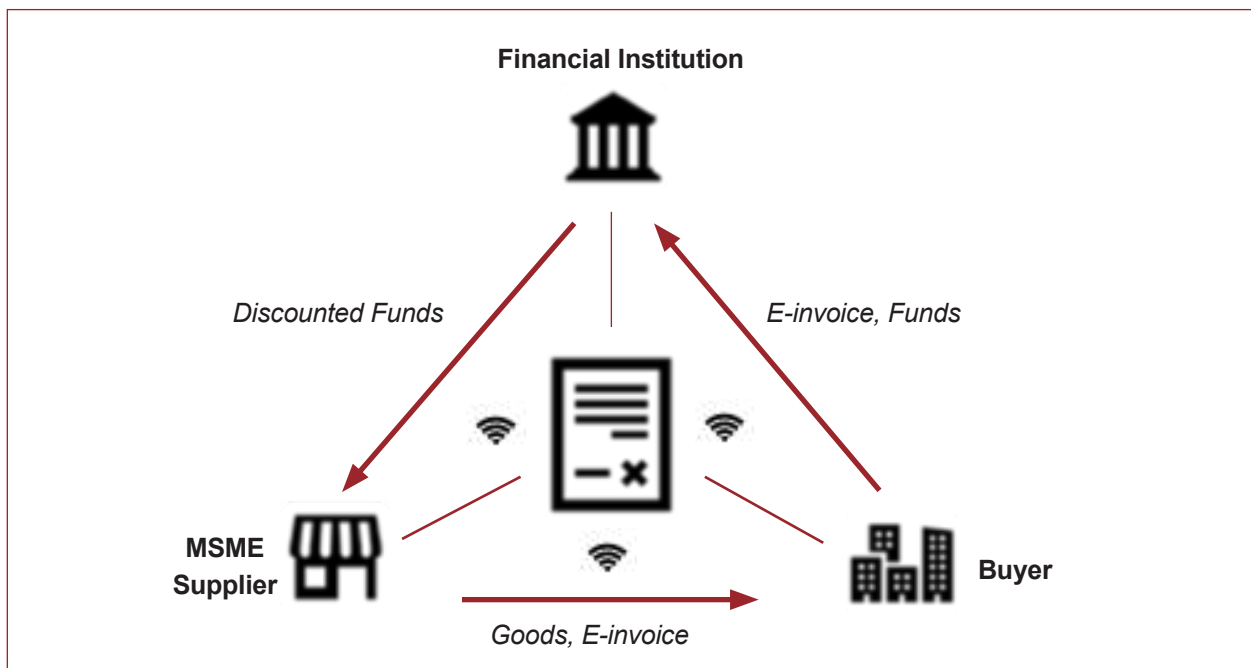 Financial Institution
Discounted Funds
E-invoice, Funds
MSME
Supplier
Buyer
Goods, E-invoice